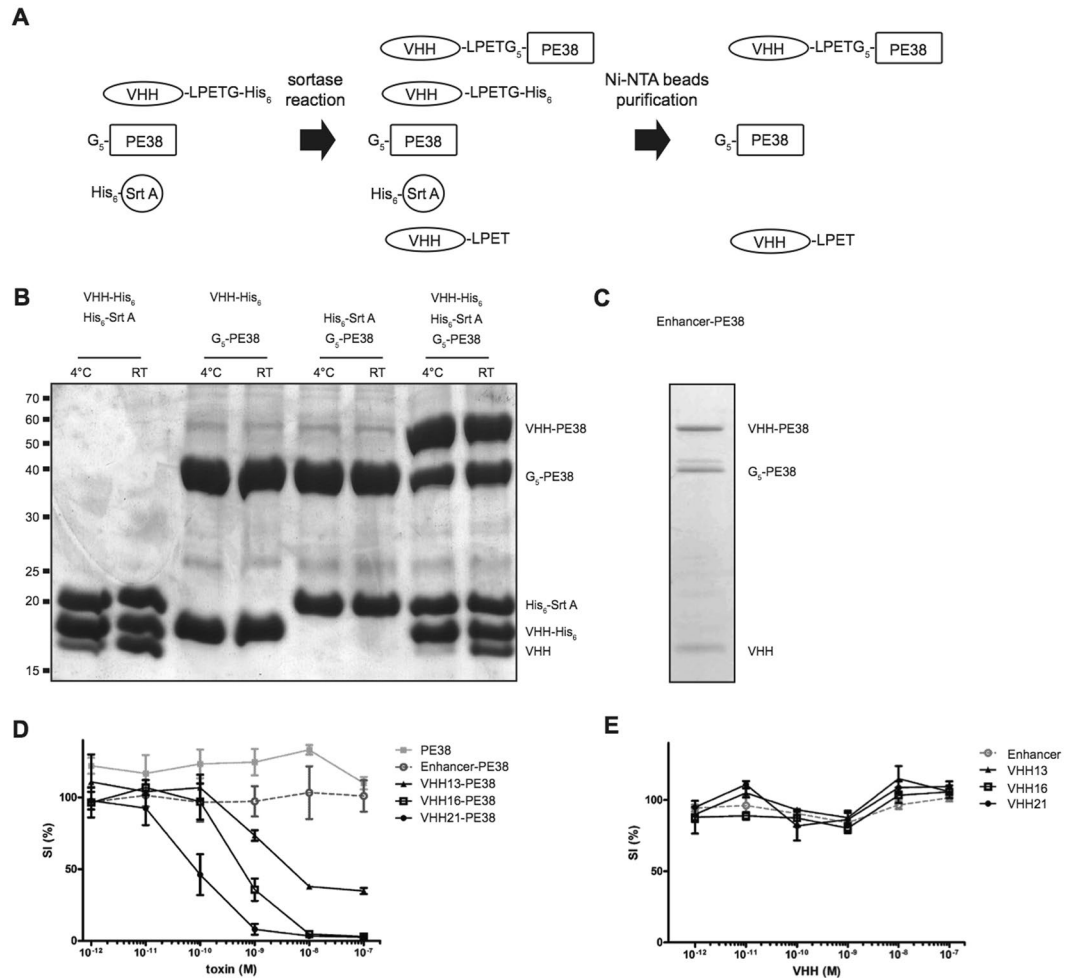 A
VHH -LPETG-His6
G5- PE38
His6- Srt A
sortase
reaction
VHH -LPETG5- PE38
VHH -LPETG-His6
G5- PE38
His6- Srt A
VHH -LPET
Ni-NTA beads
purification
VHH -LPETG5- PE38
G5- PE38
VHH -LPET
B
VHH-His6
His6-Srt A
VHH-His6
G5-PE38
His6-Srt A
G5-PE38
VHH-His6
His6-Srt A
G5-PE38
4°C RT 4°C RT 4°C RT 4°C RT
70
60
50
40
30
25
20
15
VHH-PE38
G5-PE38
His6-Srt A
VHH-His6
VHH
C
Enhancer-PE38
VHH-PE38
G5-PE38
VHH
D
SI (%)
100
50
0
10-12 10-11 10-10 10-9 10-8 10-7
toxin (M)
PE38
Enhancer-PE38
VHH13-PE38
VHH16-PE38
VHH21-PE38
E
SI (%)
100
50
0
10-12 10-11 10-10 10-9 10-8 10-7
VHH (M)
Enhancer
VHH13
VHH16
VHH21